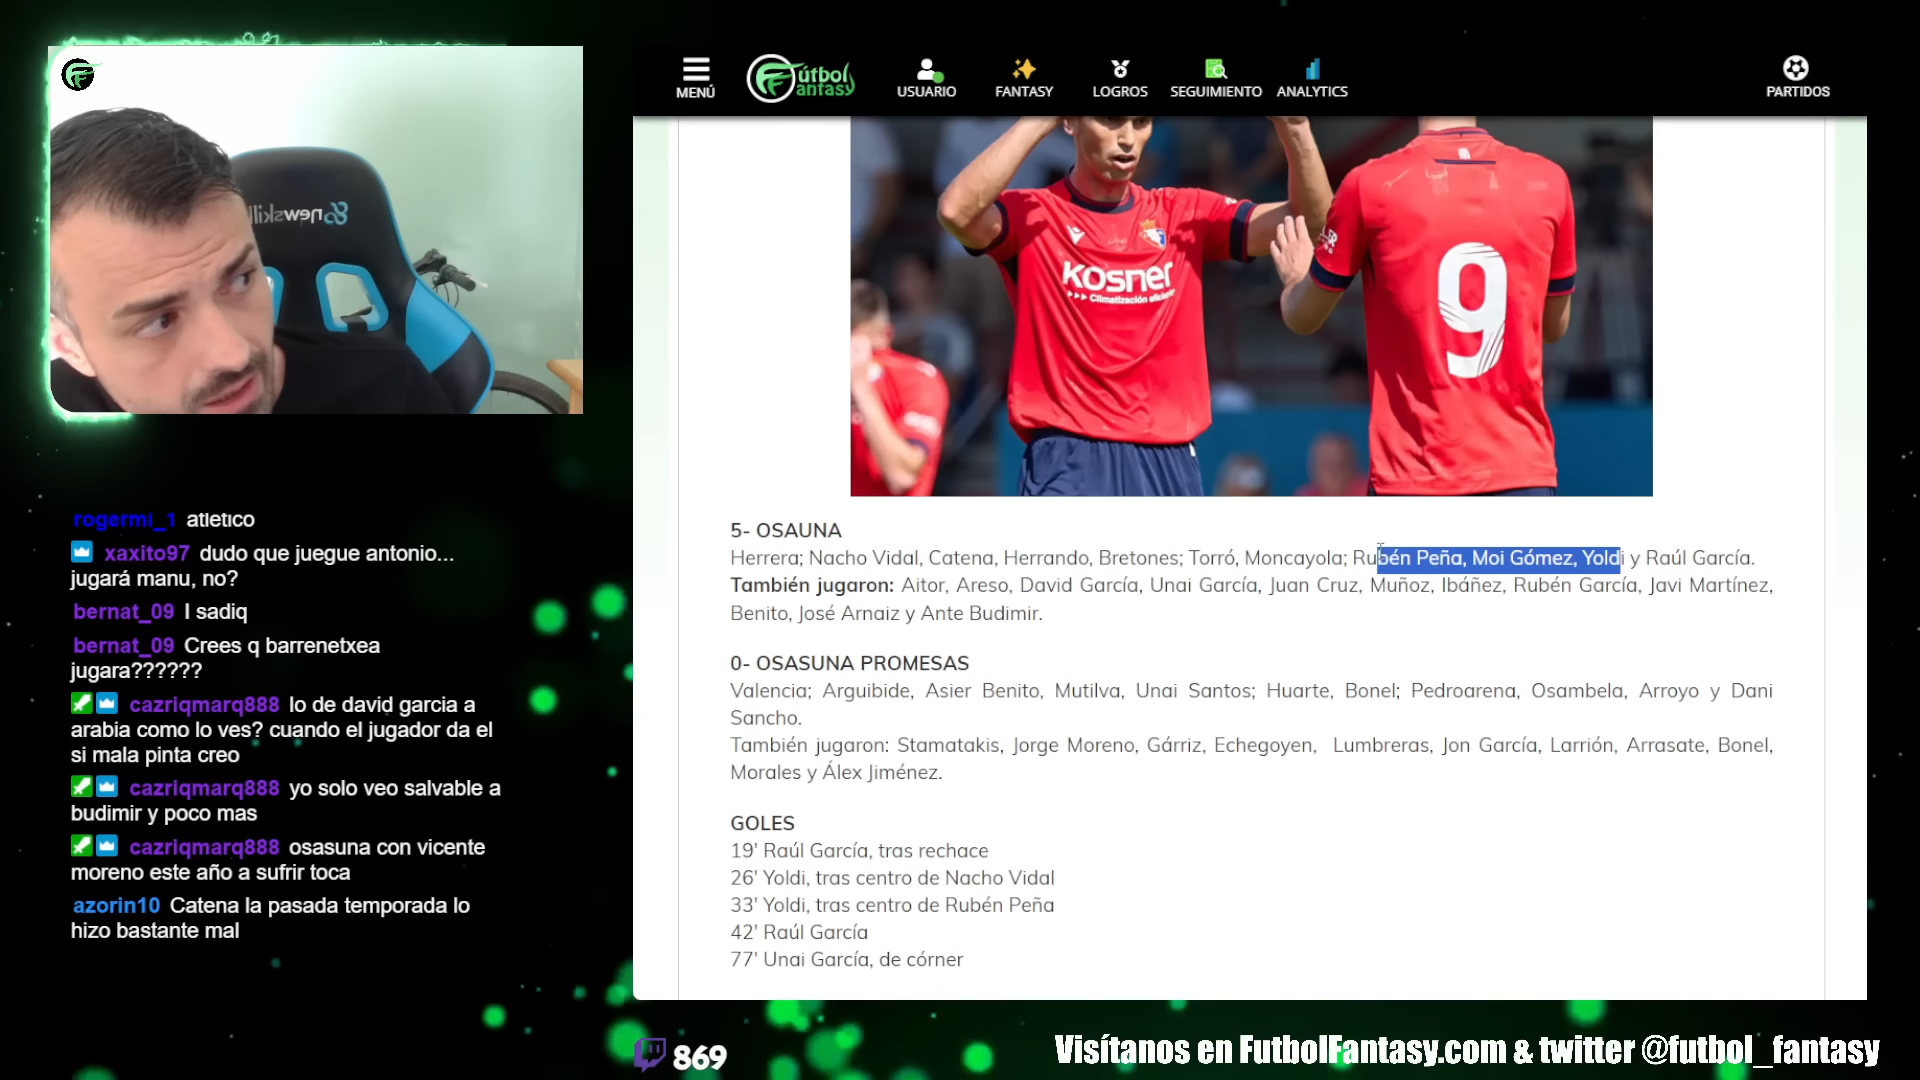 newskill
MENÚ
Fútbol
Fantasy
USUARIO
FANTASY
LOGROS
SEGUIMIENTO
ANALYTICS
PARTIDOS
KOSNER
Climatización eficiente
9
rogermi_1 atletico
xaxito97 dudo que juegue antonio...
jugará manu, no?
bernat_09 I sadiq
bernat_09 Crees q barrenetxea
jugara??????
cazriqmarq888 lo de david garcia a
arabia como lo ves? cuando el jugador da el
si mala pinta creo
cazriqmarq888 yo solo veo salvable a
budimir y poco mas
cazriqmarq888 osasuna con vicente
moreno este año a sufrir toca
azorin10 Catena la pasada temporada lo
hizo bastante mal
5- OSAUNA
Herrera; Nacho Vidal, Catena, Herrando, Bretones; Torró, Moncayola; Rubén Peña, Moi Gómez, Yoldi y Raúl García.
También jugaron: Aitor, Areso, David García, Unai García, Juan Cruz, Muñoz, Ibáñez, Rubén García, Javi Martínez,
Benito, José Arnaiz y Ante Budimir.
0- OSASUNA PROMESAS
Valencia; Arguibide, Asier Benito, Mutilva, Unai Santos; Huarte, Bonel; Pedroarena, Osambela, Arroyo y Dani
Sancho.
También jugaron: Stamatakis, Jorge Moreno, Gárriz, Echegoyen, Lumbreras, Jon García, Larrión, Arrasate, Bonel,
Morales y Álex Jiménez.
GOLES
19' Raúl García, tras rechace
26' Yoldi, tras centro de Nacho Vidal
33' Yoldi, tras centro de Rubén Peña
42' Raúl García
77' Unai García, de córner
869
Visítanos en FutbolFantasy.com & twitter @futbol_fantasy